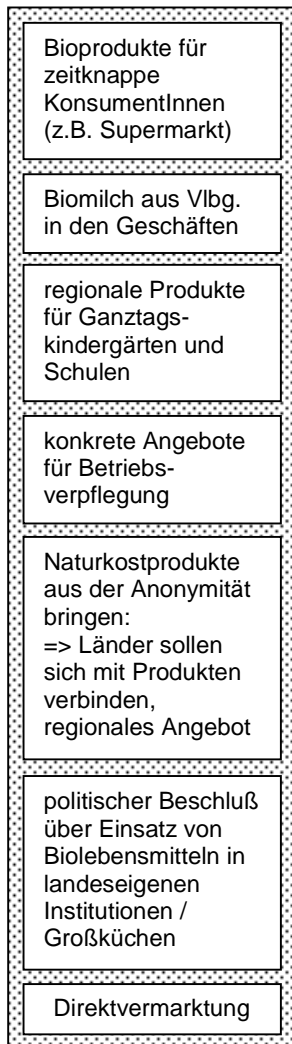 Bioprodukte für
zeitknappe
KonsumentInnen
(z.B. Supermarkt)
Biomilch aus Vlbg.
in den Geschäften
regionale Produkte
für Ganztags-
kindergärten und
Schulen
konkrete Angebote
für Betriebs-
verpflegung
Naturkostprodukte
aus der Anonymität
bringen:
=> Länder sollen
sich mit Produkten
verbinden,
regionales Angebot
politischer Beschluß
über Einsatz von
Biolebensmitteln in
landeseigenen
Institutionen /
Großküchen
Direktvermarktung